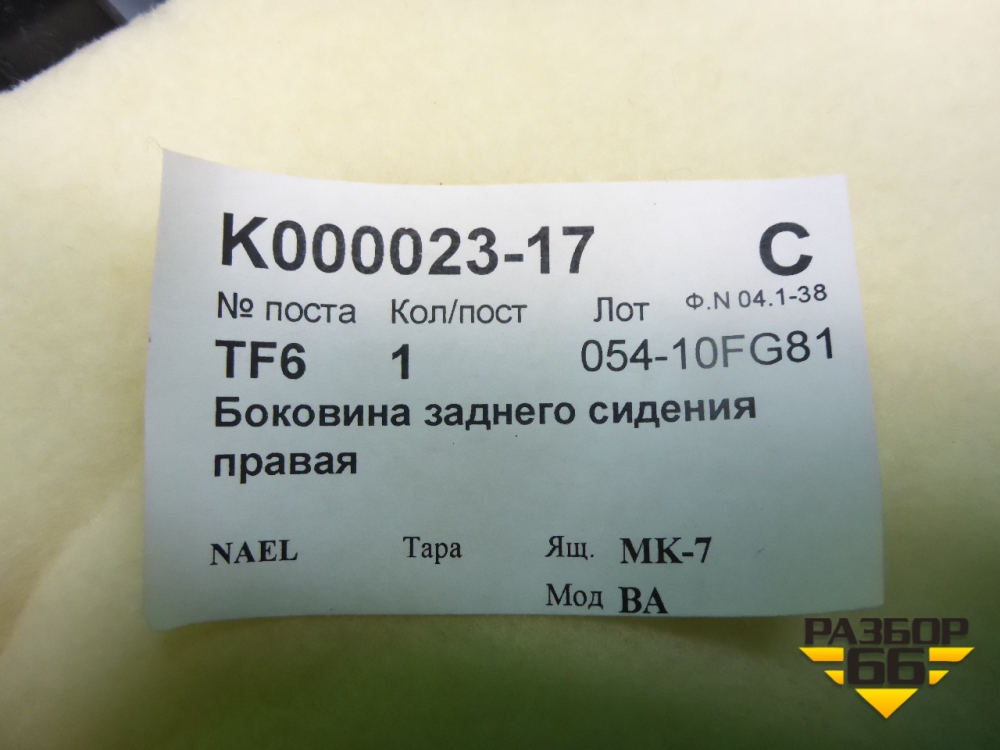 K000023-17 C
№ поста Кол/пост Лот Ф.N 04.1-38
TF6 1 054-10FG81
Боковина заднего сидения
правая
NAEL Тара Ящ. МК-7
Мод ВА
РАЗБОР
66